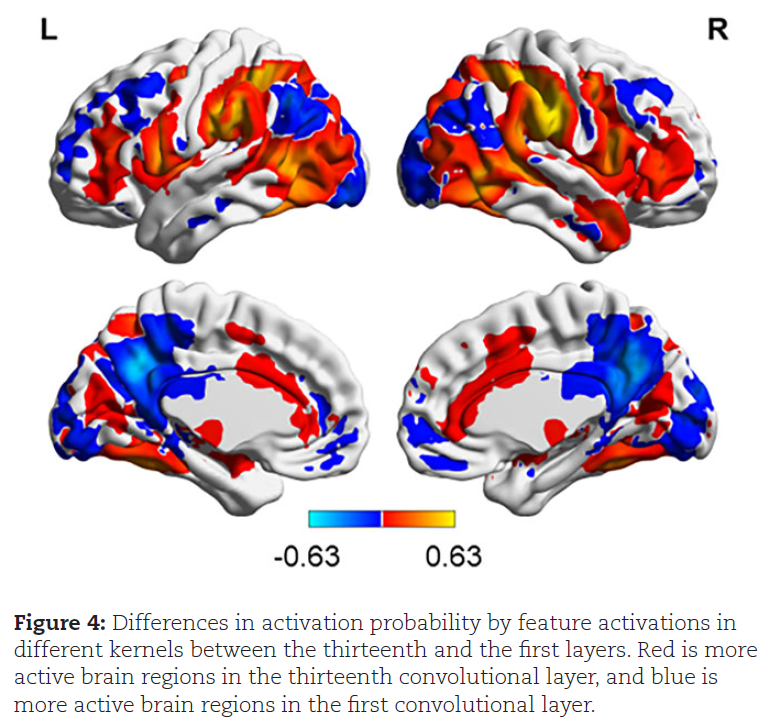 L
R
-0.63
0.63
Figure 4: Differences in activation probability by feature activations in
different kernels between the thirteenth and the first layers. Red is more
active brain regions in the thirteenth convolutional layer, and blue is
more active brain regions in the first convolutional layer.